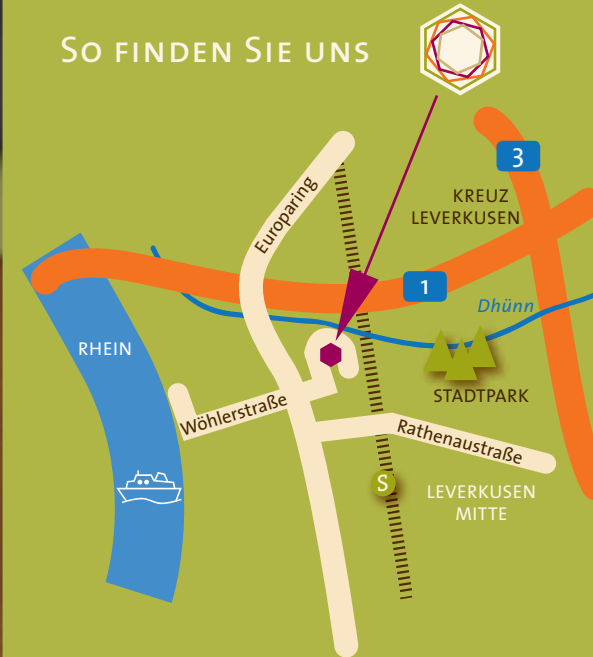 SO FINDEN SIE UNS
3
KREUZ
LEVERKUSEN
Europaring
1
Dhünn
RHEIN
STADTPARK
Wöhlerstraße
Rathenaustraße
S
LEVERKUSEN
MITTE